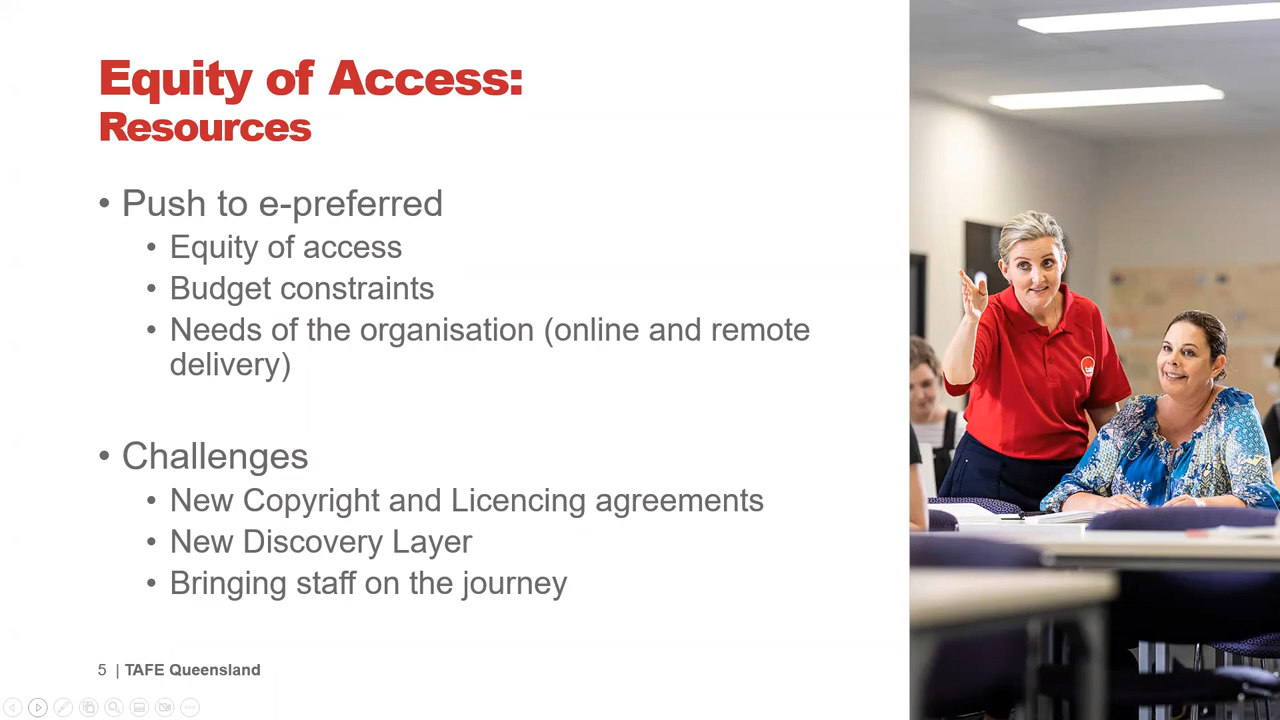 Equity of Access:
Resources
• Push to e-preferred
• Equity of access
• Budget constraints
• Needs of the organisation (online and remote
delivery)
• Challenges
• New Copyright and Licencing agreements
• New Discovery Layer
• Bringing staff on the journey
5 | TAFE Queensland